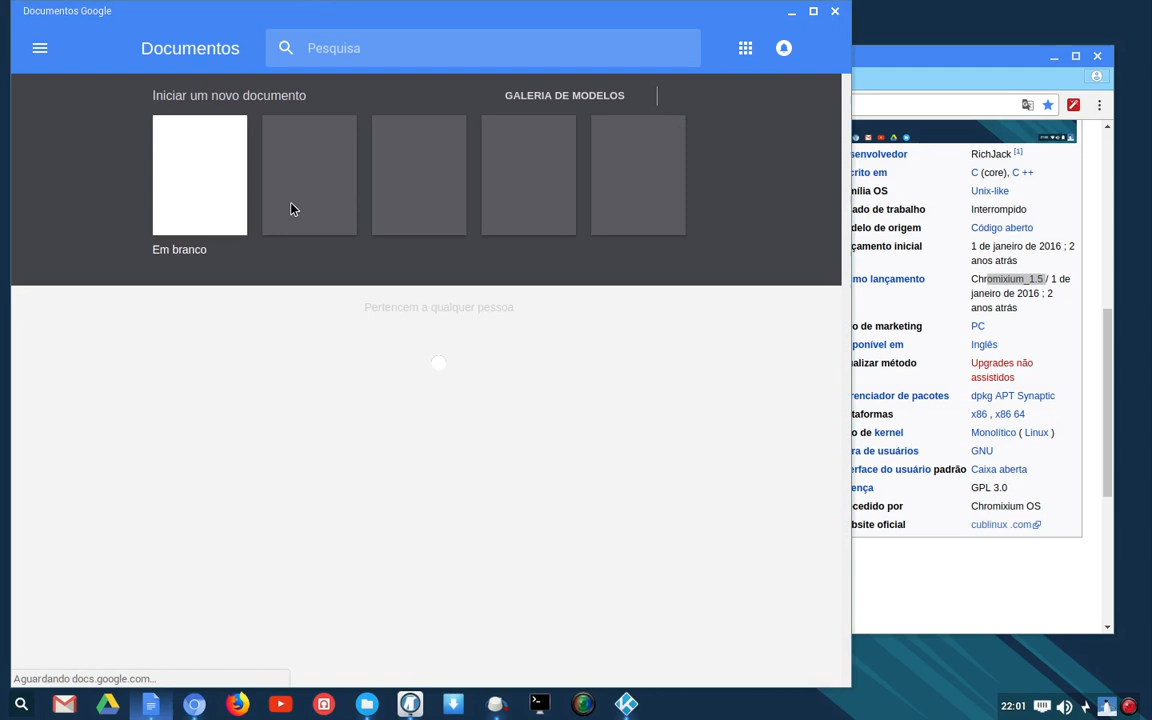 Documentos Google
Documentos
Pesquisa
Iniciar um novo documento
GALERIA DE MODELOS
Em branco
Pertencem a qualquer pessoa
Aguardando docs.google.com...
senvolvedor RichJack [1]
crito em C (core), C ++
mília OS Unix-like
ado de trabalho Interrompido
delo de origem Código aberto
çamento inicial 1 de janeiro de 2016 ; 2
anos atrás
mo lançamento Chromixium_1.5 / 1 de
janeiro de 2016 ; 2
anos atrás
o de marketing PC
ponível em Inglês
alizar método Upgrades não
assistidos
renciador de pacotes dpkg APT Synaptic
taformas x86 , x86 64
o de kernel Monolítico ( Linux )
ra de usuários GNU
erface do usuário padrão Caixa aberta
ença GPL 3.0
cedido por Chromixium OS
bsite oficial cublinux .com
22:01